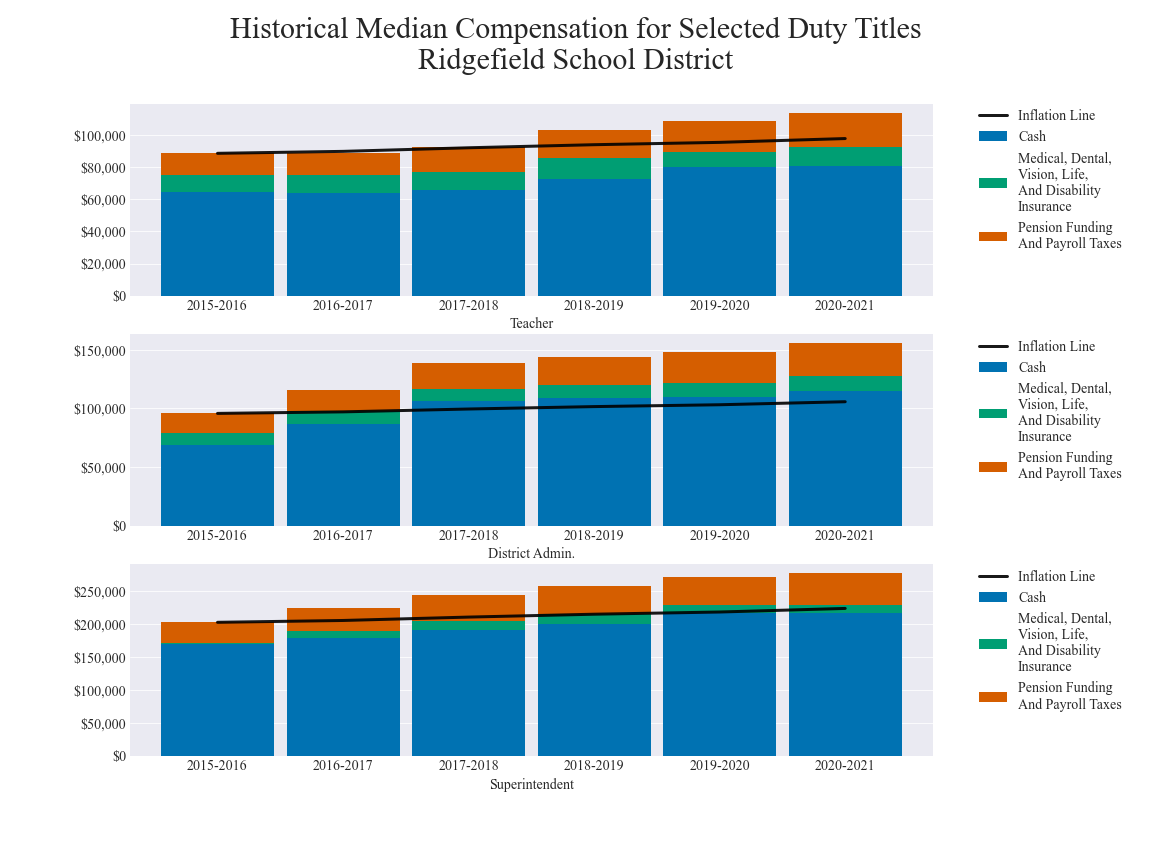 Historical Median Compensation for Selected Duty Titles
Ridgefield School District
$100,000
$80,000
$60,000
$40,000
$20,000
$0
2015-2016 2016-2017 2017-2018 2018-2019 2019-2020 2020-2021
Teacher
Inflation Line
Cash
Medical, Dental,
Vision, Life,
And Disability
Insurance
Pension Funding
And Payroll Taxes
$150,000
$100,000
$50,000
$0
2015-2016 2016-2017 2017-2018 2018-2019 2019-2020 2020-2021
District Admin.
Inflation Line
Cash
Medical, Dental,
Vision, Life,
And Disability
Insurance
Pension Funding
And Payroll Taxes
$250,000
$200,000
$150,000
$100,000
$50,000
$0
2015-2016 2016-2017 2017-2018 2018-2019 2019-2020 2020-2021
Superintendent
Inflation Line
Cash
Medical, Dental,
Vision, Life,
And Disability
Insurance
Pension Funding
And Payroll Taxes